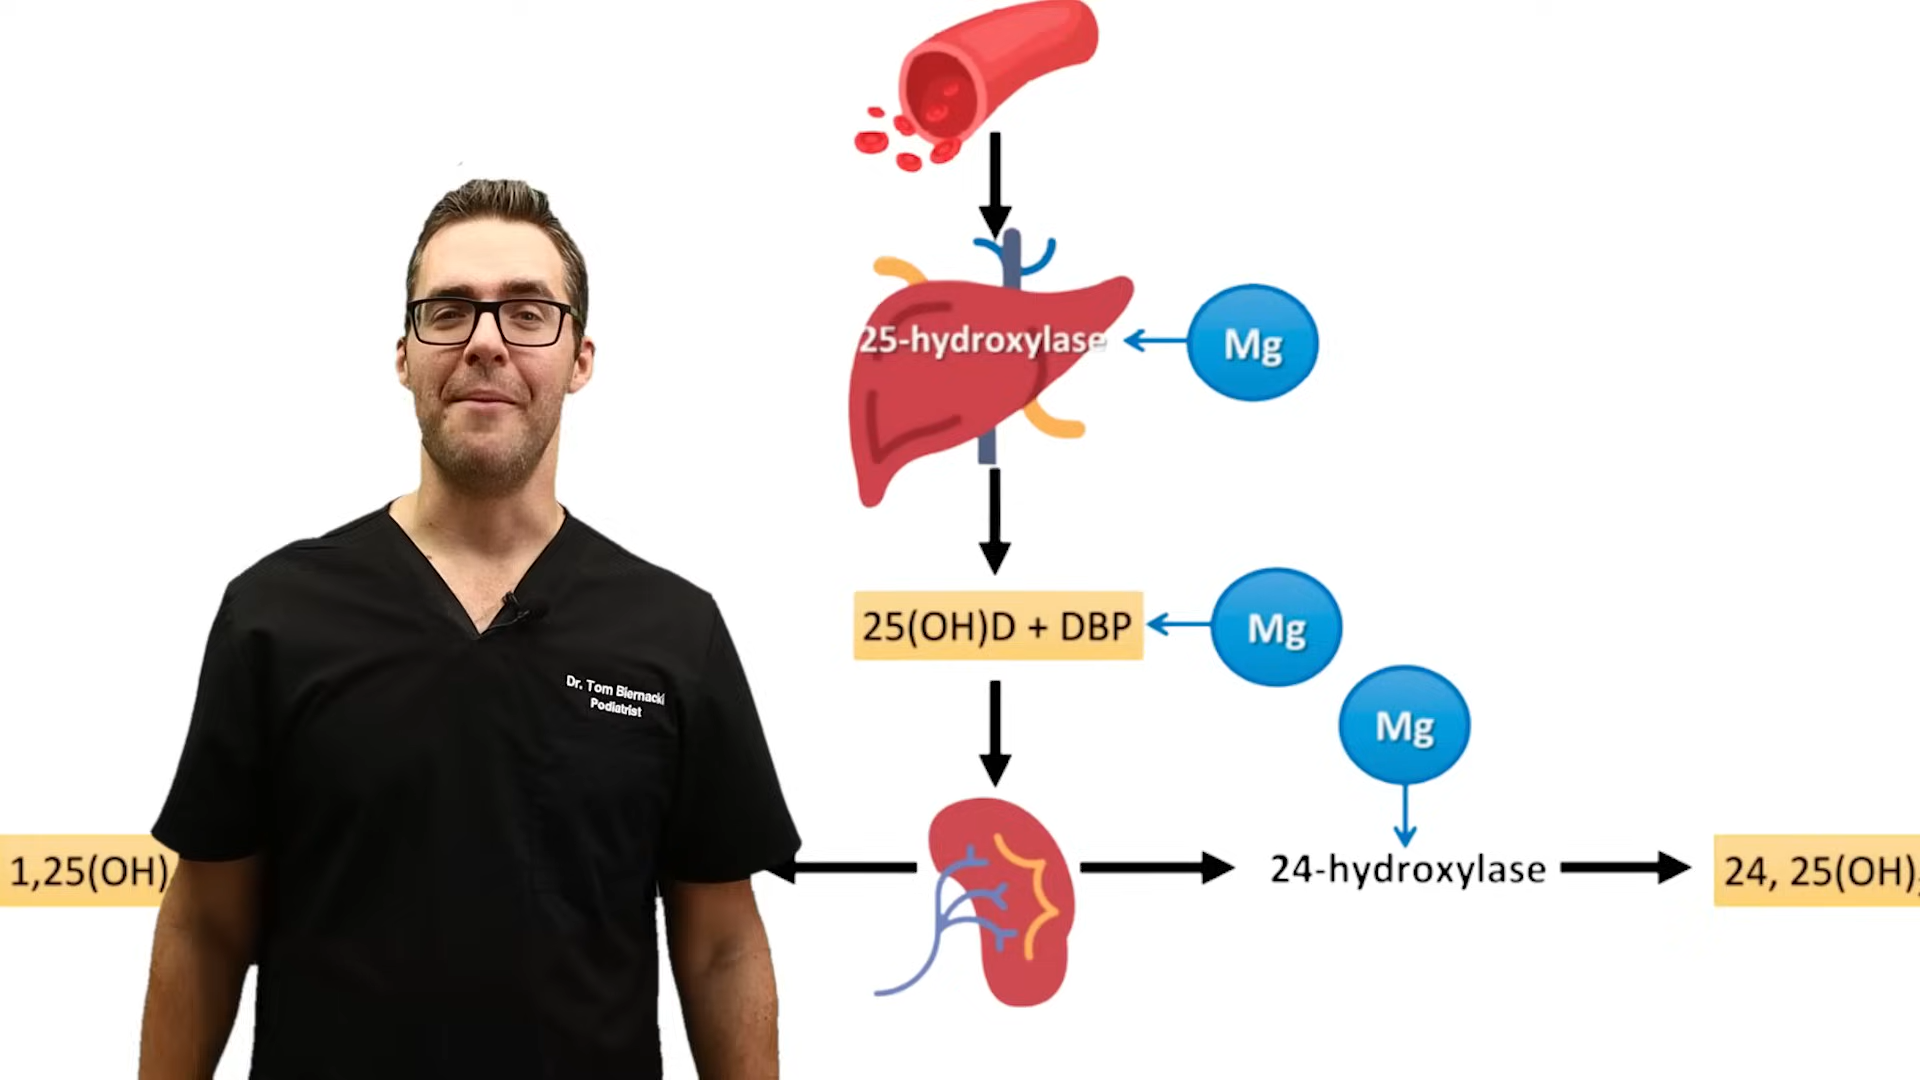 25-hydroxylase
Mg
25(OH)D + DBP
Mg
Mg
Dr. Tom Biernacki
Podiatrist
1,25(OH)
24-hydroxylase
24, 25(OH)